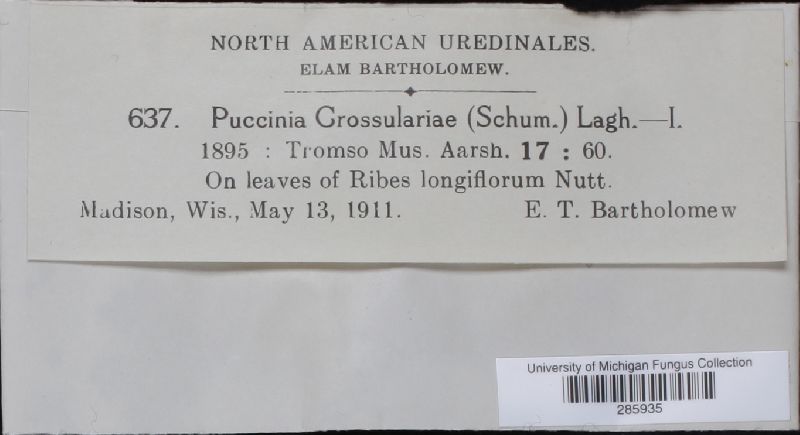 NORTH AMERICAN UREDINALES.
ELAM BARTHOLOMEW.
637. Puccinia Grossulariae (Schum.) Lagh.—I.
1895 : Tromso Mus. Aarsh. 17 : 60.
On leaves of Ribes longiflorum Nutt.
Madison, Wis., May 13, 1911. E. T. Bartholomew
University of Michigan Fungus Collection
285935